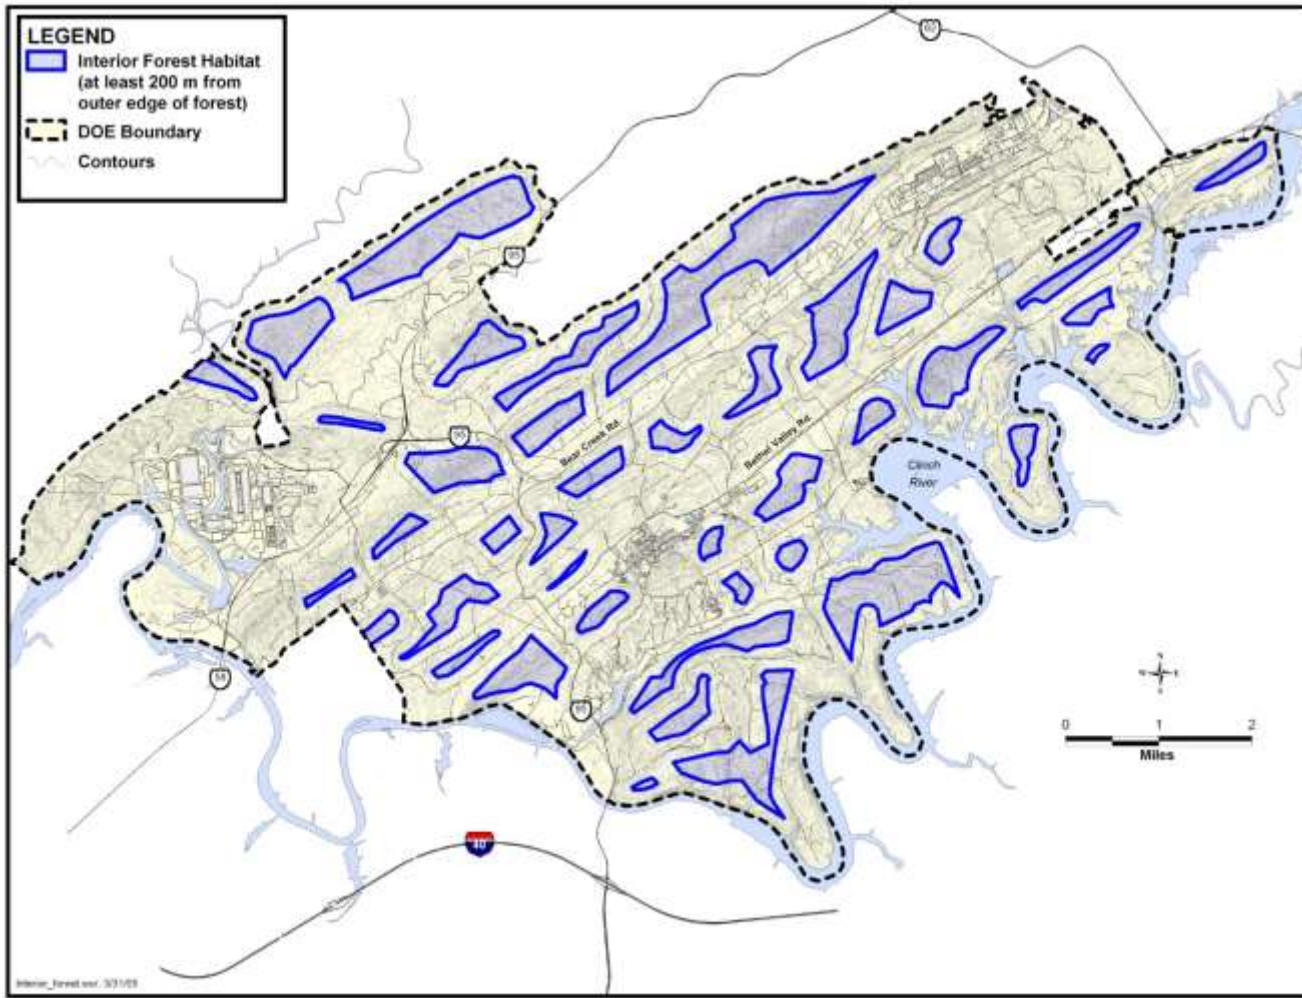 LEGEND
Interior Forest Habitat
(at least 200 m from
outer edge of forest)
DOE Boundary
Contours
62
95
95
Bear Creek Rd.
Bethel Valley Rd.
Clinch
River
58
95
0 1 2
Miles
40